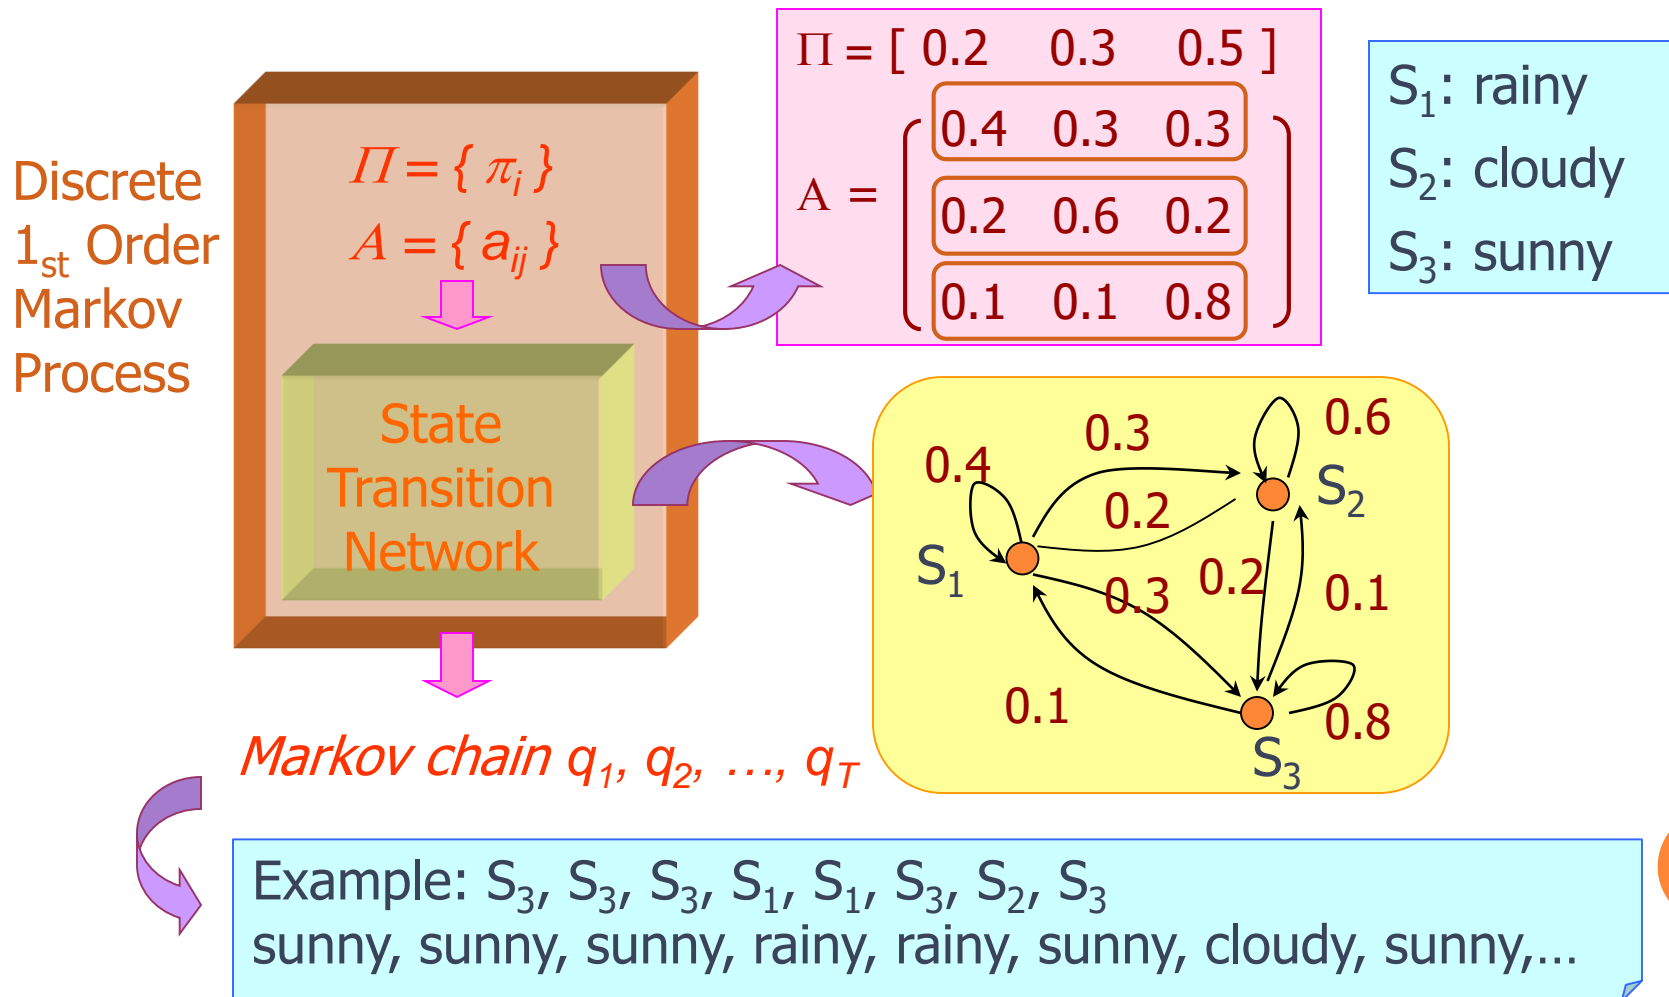 Discrete
1st Order
Markov
Process
Π = { πi }
A = { aij }
State
Transition
Network
Π = [ 0.2 0.3 0.5 ]
A =
0.4 0.3 0.3
0.2 0.6 0.2
0.1 0.1 0.8
S1: rainy
S2: cloudy
S3: sunny
0.4
0.3
0.6
0.2
S2
S1
0.3
0.2
0.1
0.1
0.8
S3
Markov chain q1, q2, …, qT
Example: S3, S3, S3, S1, S1, S3, S2, S3
sunny, sunny, sunny, rainy, rainy, sunny, cloudy, sunny,…